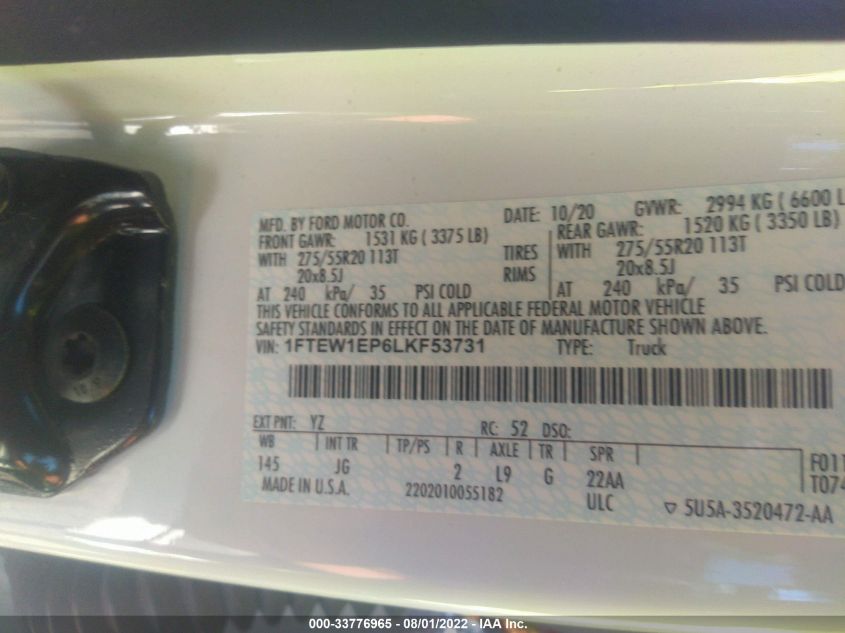 MFD. BY FORD MOTOR CO. DATE: 10/20 GVWR: 2994 KG ( 6600 L
FRONT GAWR: 1531 KG ( 3375 LB) REAR GAWR: 1520 KG ( 3350 LB)
WITH 275/55R20 113T TIRES WITH 275/55R20 113T
20x8.5J RIMS 20x8.5J
AT 240 kPa/ 35 PSI COLD AT 240 kPa/ 35 PSI COLD
THIS VEHICLE CONFORMS TO ALL APPLICABLE FEDERAL MOTOR VEHICLE
SAFETY STANDARDS IN EFFECT ON THE DATE OF MANUFACTURE SHOWN ABOVE.
VIN: 1FTEW1EP6LKF53731 TYPE: Truck
EXT PNT: YZ RC: 52 DSO:
WB INT TR TP/PS R AXLE TR SPR
145 JG 2 L9 G 22AA F011
MADE IN U.S.A. 2202010055182 ULC T074
5U5A-3520472-AA
000-33776965 - 08/01/2022 - IAA Inc.